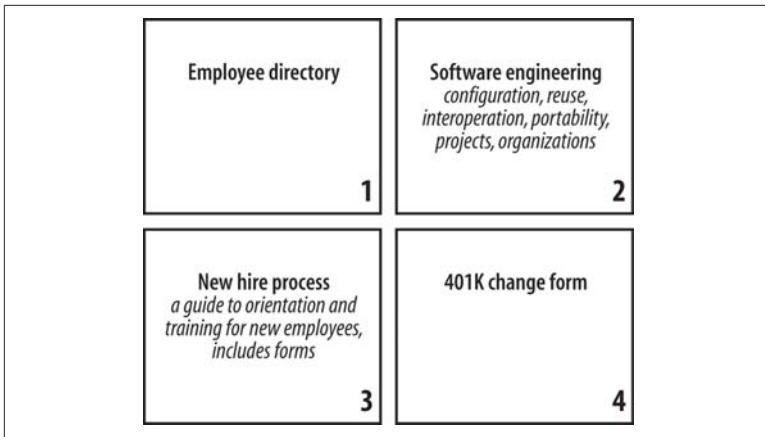 Employee directory
1
Software engineering
configuration, reuse,
interoperation, portability,
projects, organizations
2
New hire process
a guide to orientation and
training for new employees,
includes forms
3
401K change form
4